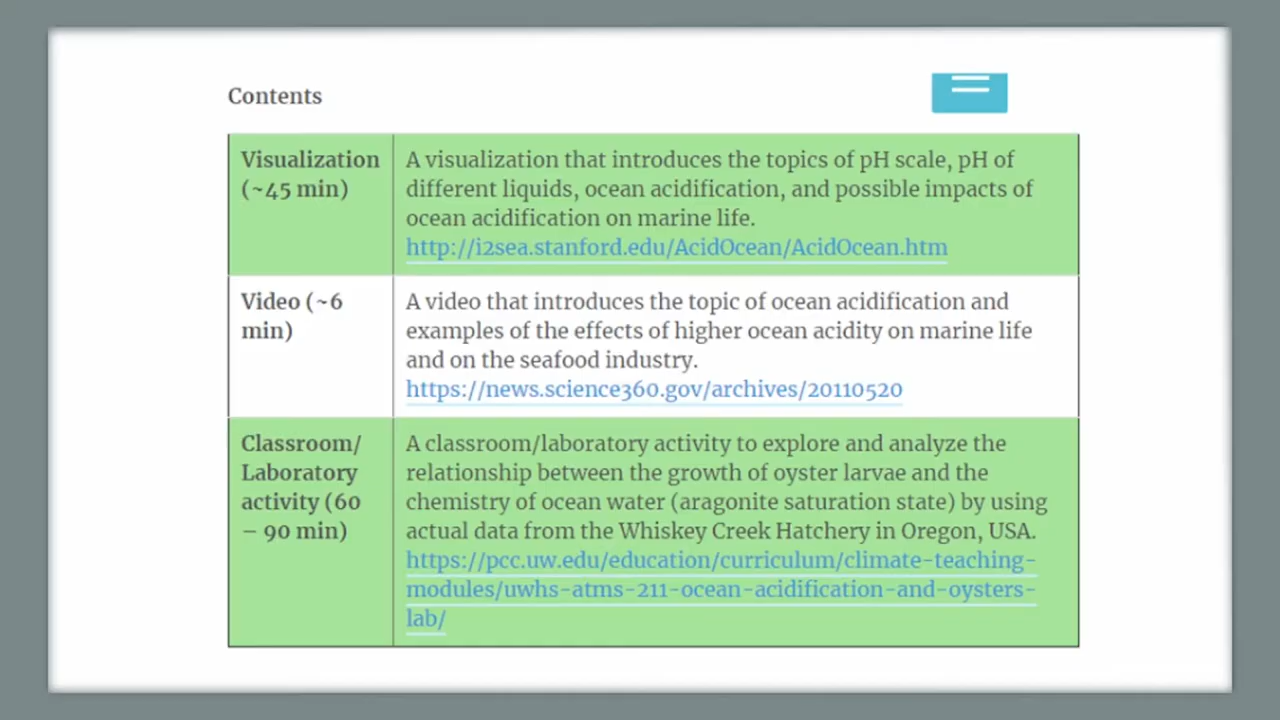 Contents
Visualization
(~45 min)
A visualization that introduces the topics of pH scale, pH of
different liquids, ocean acidification, and possible impacts of
ocean acidification on marine life.
http://i2sea.stanford.edu/AcidOcean/AcidOcean.htm
Video (~6
min)
A video that introduces the topic of ocean acidification and
examples of the effects of higher ocean acidity on marine life
and on the seafood industry.
https://news.science360.gov/archives/20110520
Classroom/
Laboratory
activity (60
– 90 min)
A classroom/laboratory activity to explore and analyze the
relationship between the growth of oyster larvae and the
chemistry of ocean water (aragonite saturation state) by using
actual data from the Whiskey Creek Hatchery in Oregon, USA.
https://pcc.uw.edu/education/curriculum/climate-teaching-
modules/uwhs-atms-211-ocean-acidification-and-oysters-
lab/